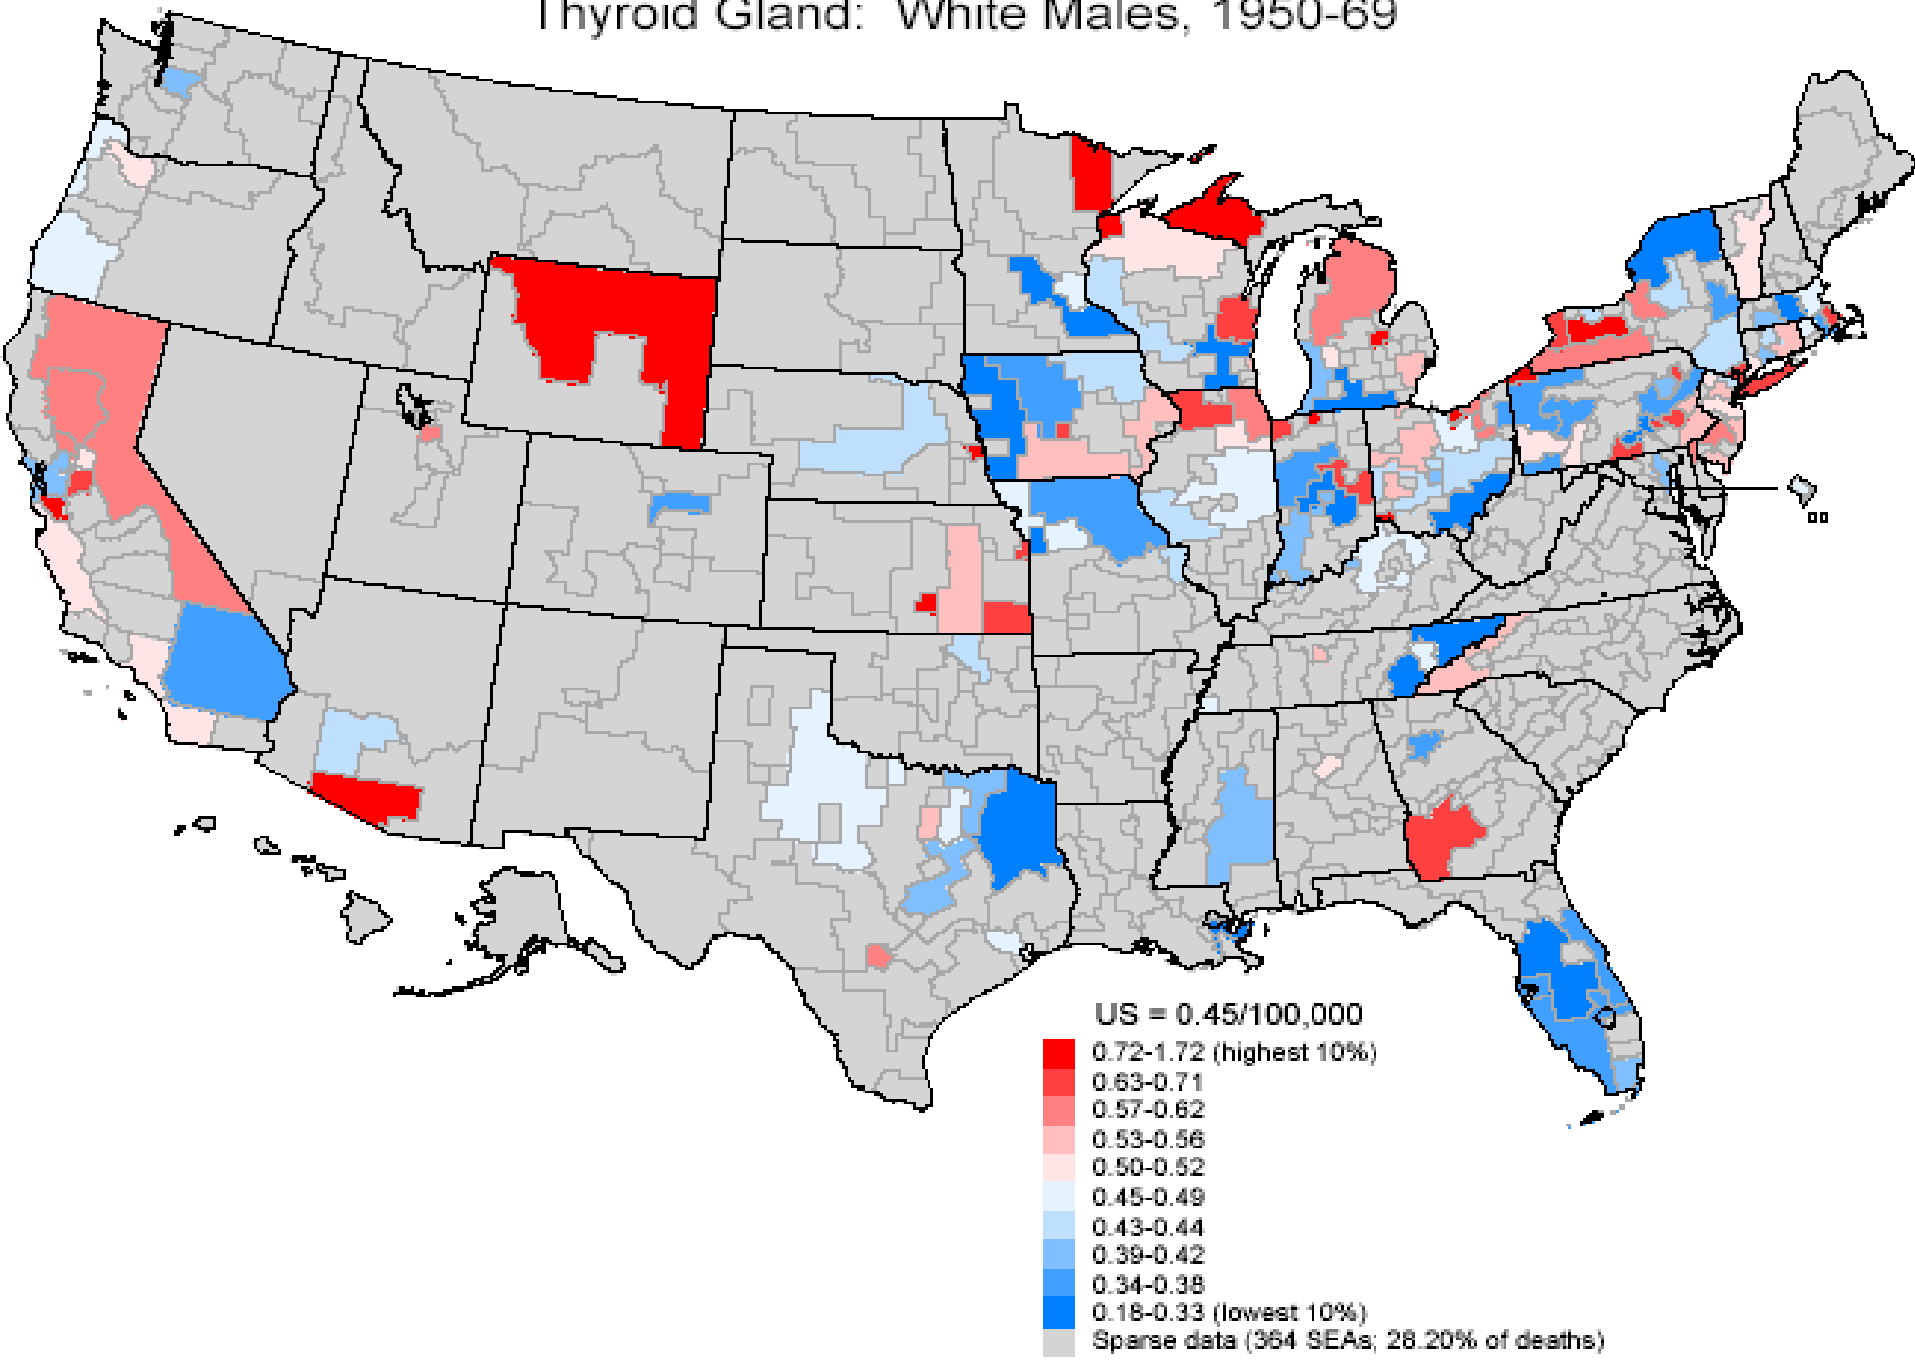 Thyroid Gland: White Males, 1950-69
US = 0.45/100,000
0.72-1.72 (highest 10%)
0.63-0.71
0.57-0.62
0.53-0.56
0.50-0.52
0.45-0.49
0.43-0.44
0.39-0.42
0.34-0.38
0.18-0.33 (lowest 10%)
Sparse data (364 SEAs; 28.20% of deaths)